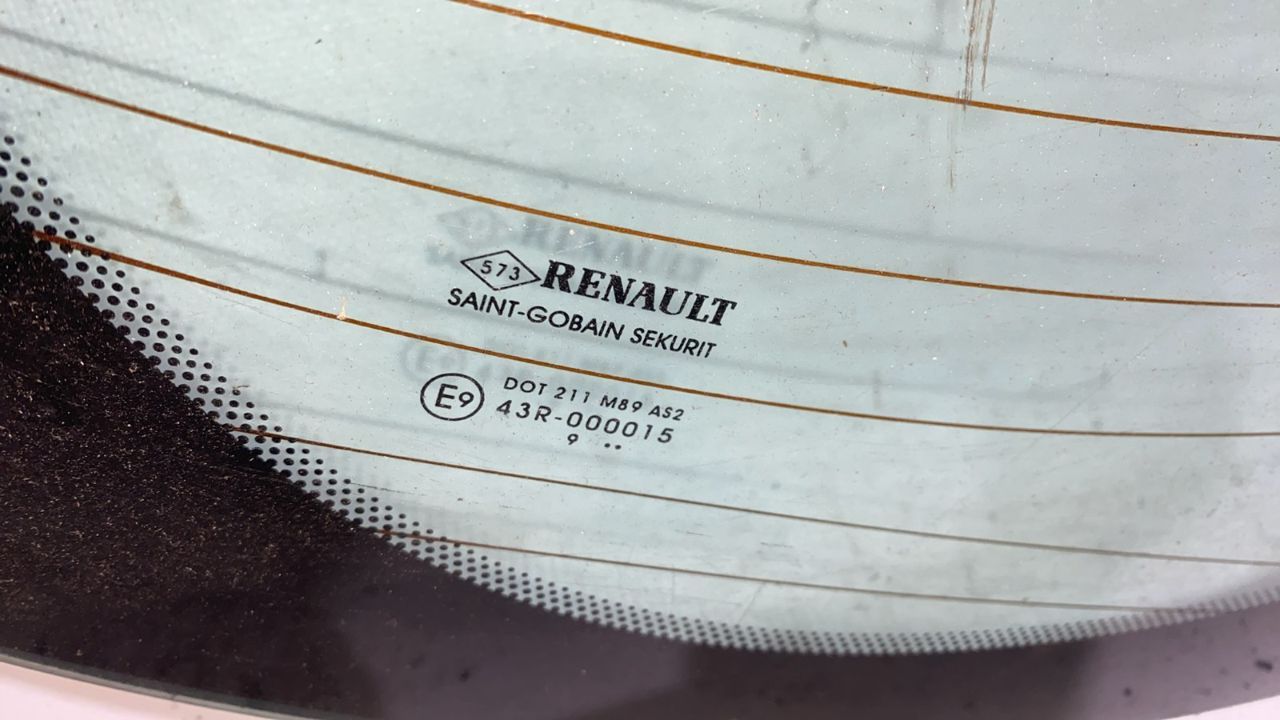 573 RENAULT
SAINT-GOBAIN SEKURIT
E9 DOT 211 M89 AS2
43R-000015
9 ..